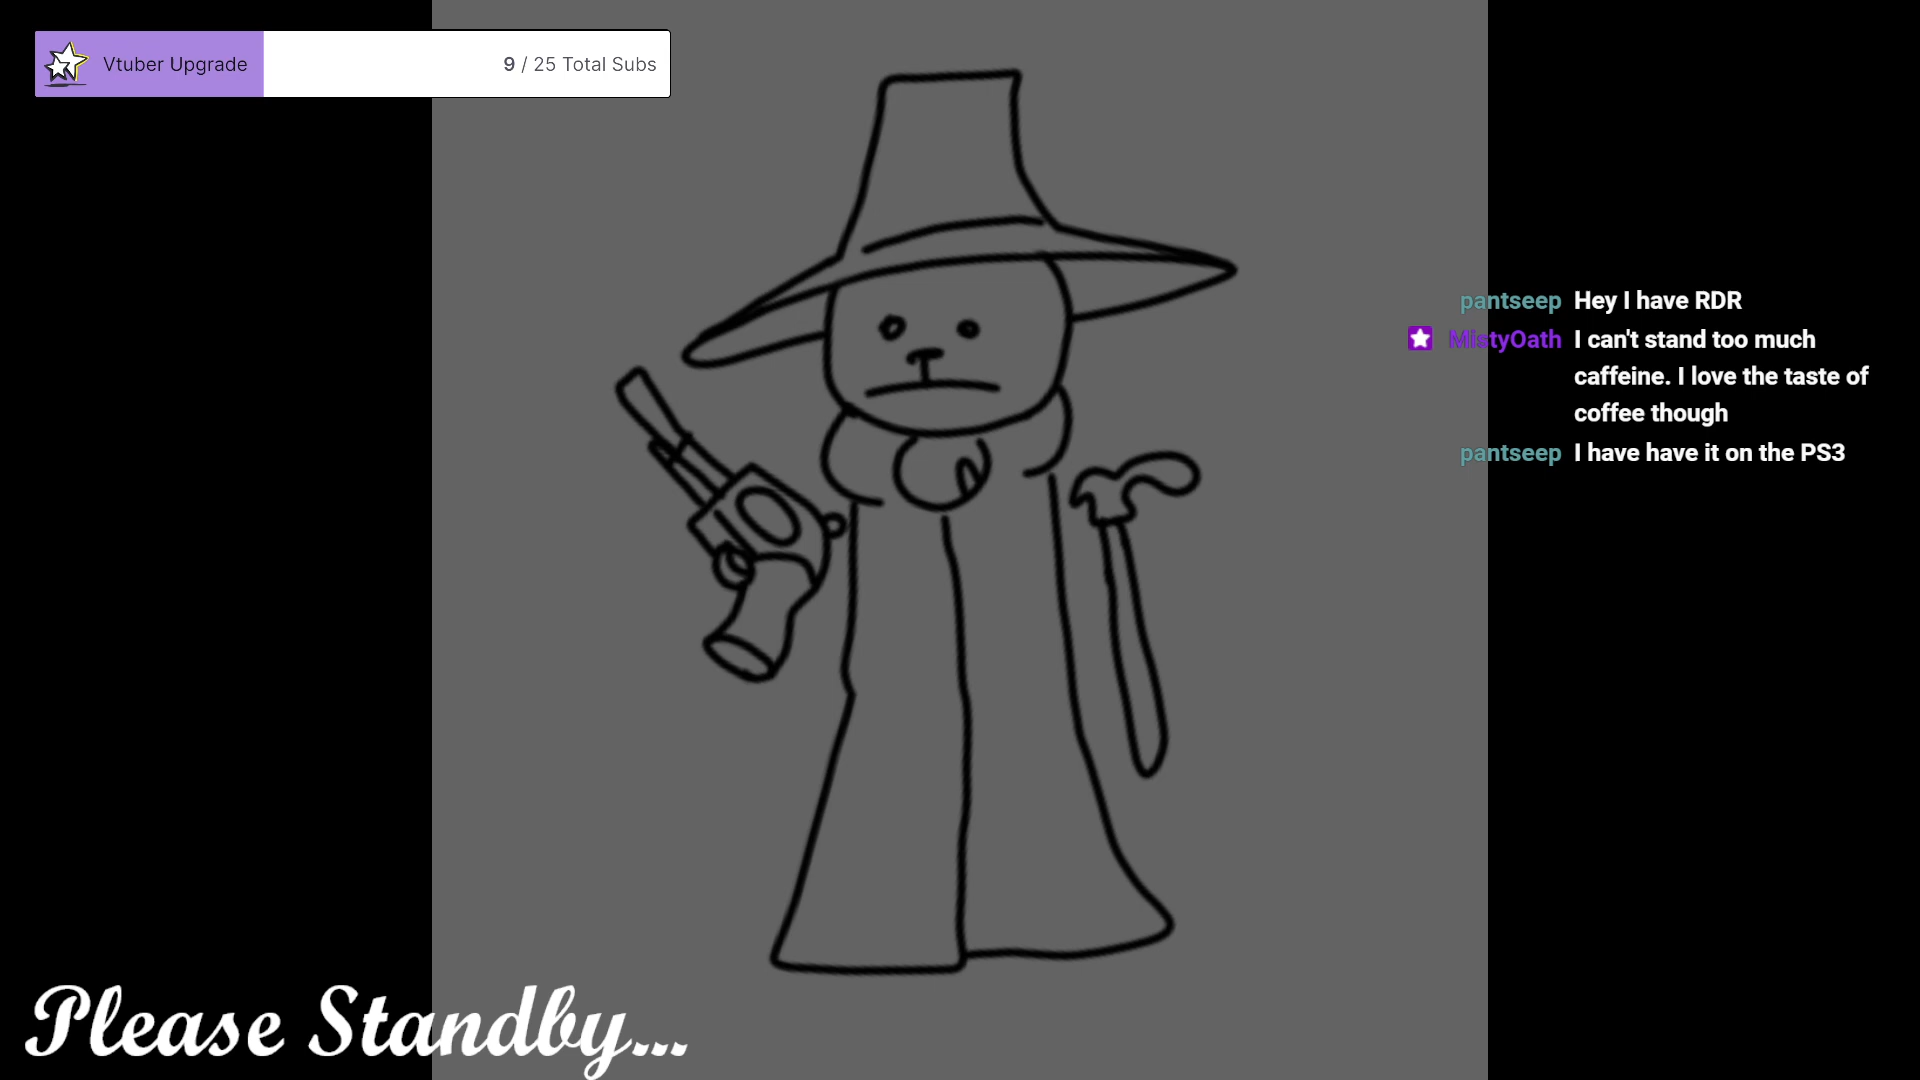 Vtuber Upgrade 9 / 25 Total Subs
pantseep Hey I have RDR
MistyOath I can't stand too much
caffeine. I love the taste of
coffee though
pantseep I have have it on the PS3
Please Standby...